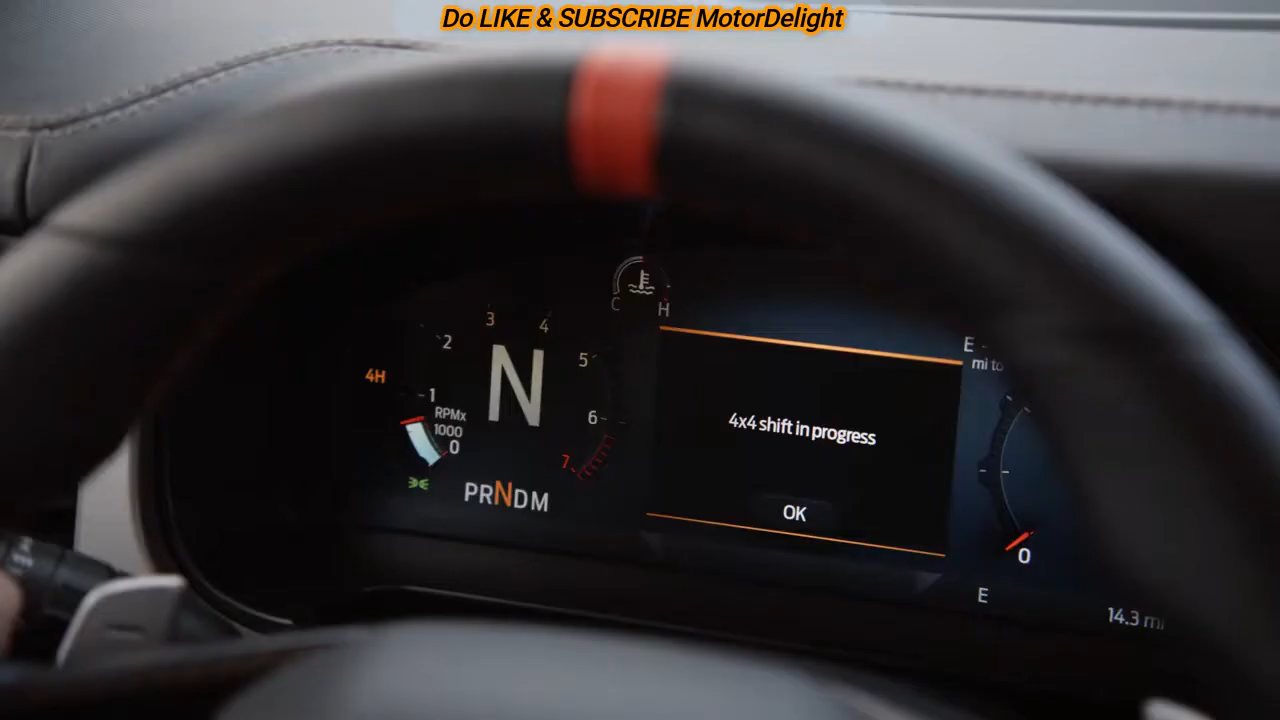 Do LIKE & SUBSCRIBE MotorDelight
C H
3 4
2 5
1 6
0 7
4H
N
RPMx
1000
PRNDM
4x4 shift in progress
OK
E
mi to
0
E
14.3 mi